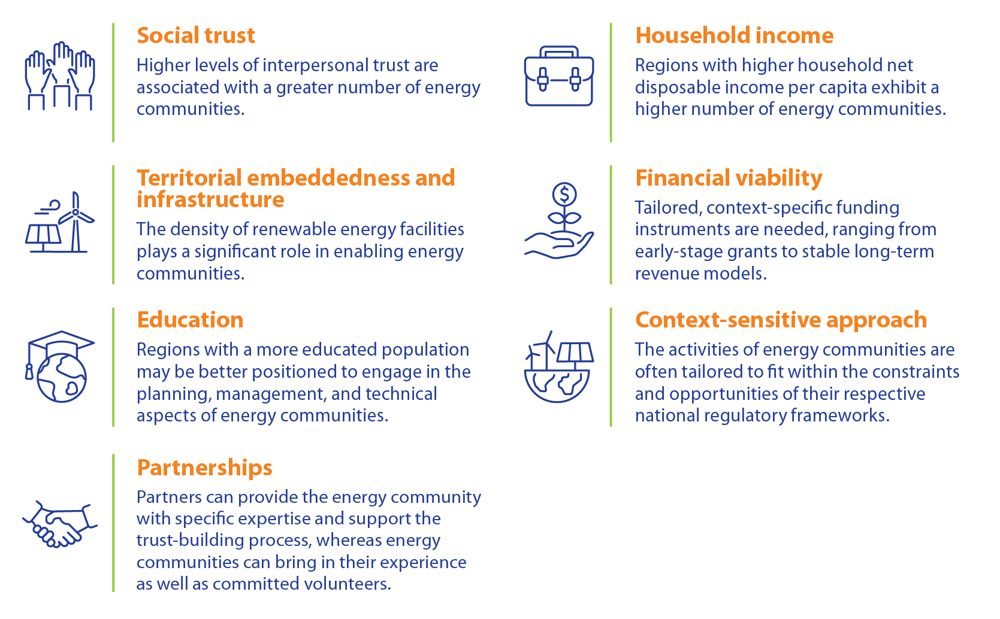 Social trust
Higher levels of interpersonal trust are
associated with a greater number of energy
communities.
Household income
Regions with higher household net
disposable income per capita exhibit a
higher number of energy communities.
Territorial embeddedness and
infrastructure
The density of renewable energy facilities
plays a significant role in enabling energy
communities.
Financial viability
Tailored, context-specific funding
instruments are needed, ranging from
early-stage grants to stable long-term
revenue models.
$
Education
Regions with a more educated population
may be better positioned to engage in the
planning, management, and technical
aspects of energy communities.
Context-sensitive approach
The activities of energy communities are
often tailored to fit within the constraints
and opportunities of their respective
national regulatory frameworks.
Partnerships
Partners can provide the energy community
with specific expertise and support the
trust-building process, whereas energy
communities can bring in their experience
as well as committed volunteers.